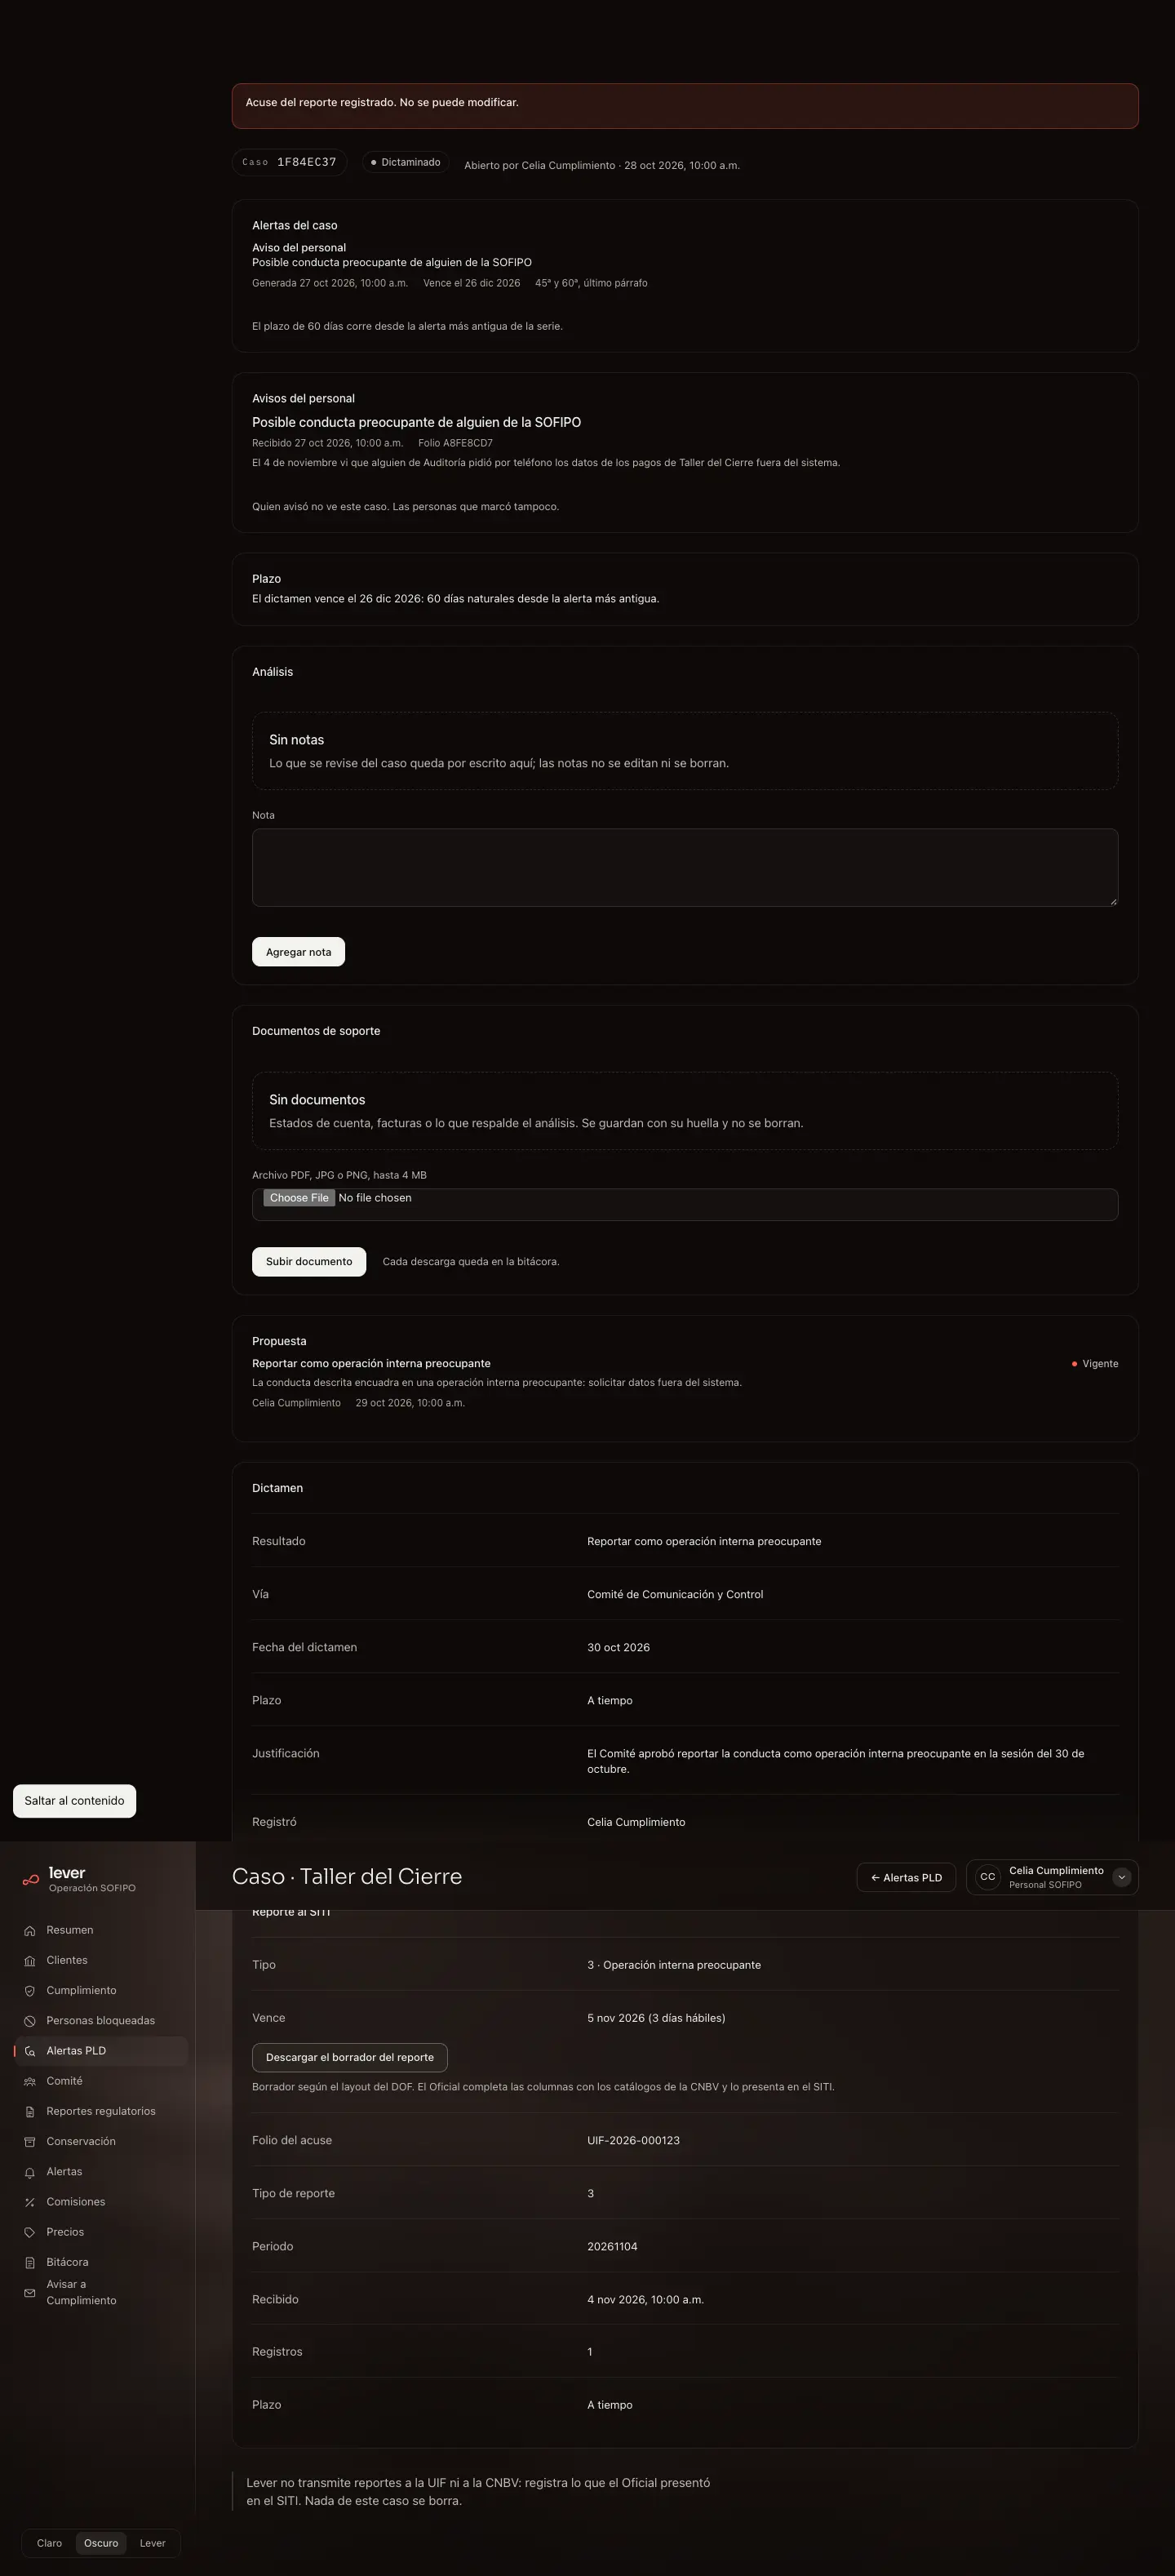 Acuse del reporte registrado. No se puede modificar.
Caso 1F84EC37
Dictaminado
Abierto por Celia Cumplimiento · 28 oct 2026, 10:00 a.m.
Alertas del caso
Aviso del personal
Posible conducta preocupante de alguien de la SOFIPO
Generada 27 oct 2026, 10:00 a.m. Vence el 26 dic 2026 45ª y 60ª, último párrafo
El plazo de 60 días corre desde la alerta más antigua de la serie.
Avisos del personal
Posible conducta preocupante de alguien de la SOFIPO
Recibido 27 oct 2026, 10:00 a.m. Folio A8FE8CD7
El 4 de noviembre vi que alguien de Auditoría pidió por teléfono los datos de los pagos de Taller del Cierre fuera del sistema.
Quien avisó no ve este caso. Las personas que marcó tampoco.
Plazo
El dictamen vence el 26 dic 2026: 60 días naturales desde la alerta más antigua.
Análisis
Sin notas
Lo que se revise del caso queda por escrito aquí; las notas no se editan ni se borran.
Nota
Agregar nota
Documentos de soporte
Sin documentos
Estados de cuenta, facturas o lo que respalde el análisis. Se guardan con su huella y no se borran.
Archivo PDF, JPG o PNG, hasta 4 MB
Choose File No file chosen
Subir documento
Cada descarga queda en la bitácora.
Propuesta
Reportar como operación interna preocupante
Vigente
La conducta descrita encuadra en una operación interna preocupante: solicitar datos fuera del sistema.
Celia Cumplimiento 29 oct 2026, 10:00 a.m.
Dictamen
Resultado
Reportar como operación interna preocupante
Vía
Comité de Comunicación y Control
Fecha del dictamen
30 oct 2026
Plazo
A tiempo
Justificación
El Comité aprobó reportar la conducta como operación interna preocupante en la sesión del 30 de
octubre.
Registró
Celia Cumplimiento
Saltar al contenido
lever
Operación SOFIPO
Resumen
Clientes
Cumplimiento
Personas bloqueadas
Alertas PLD
Comité
Reportes regulatorios
Conservación
Alertas
Comisiones
Precios
Bitácora
Avisar a
Cumplimiento
Claro
Oscuro
Lever
Caso · Taller del Cierre
← Alertas PLD
CC
Celia Cumplimiento
Personal SOFIPO
Reporte al SITI
Tipo
3 · Operación interna preocupante
Vence
5 nov 2026 (3 días hábiles)
Descargar el borrador del reporte
Borrador según el layout del DOF. El Oficial completa las columnas con los catálogos de la CNBV y lo presenta en el SITI.
Folio del acuse
UIF-2026-000123
Tipo de reporte
3
Periodo
20261104
Recibido
4 nov 2026, 10:00 a.m.
Registros
1
Plazo
A tiempo
Lever no transmite reportes a la UIF ni a la CNBV: registra lo que el Oficial presentó
en el SITI. Nada de este caso se borra.